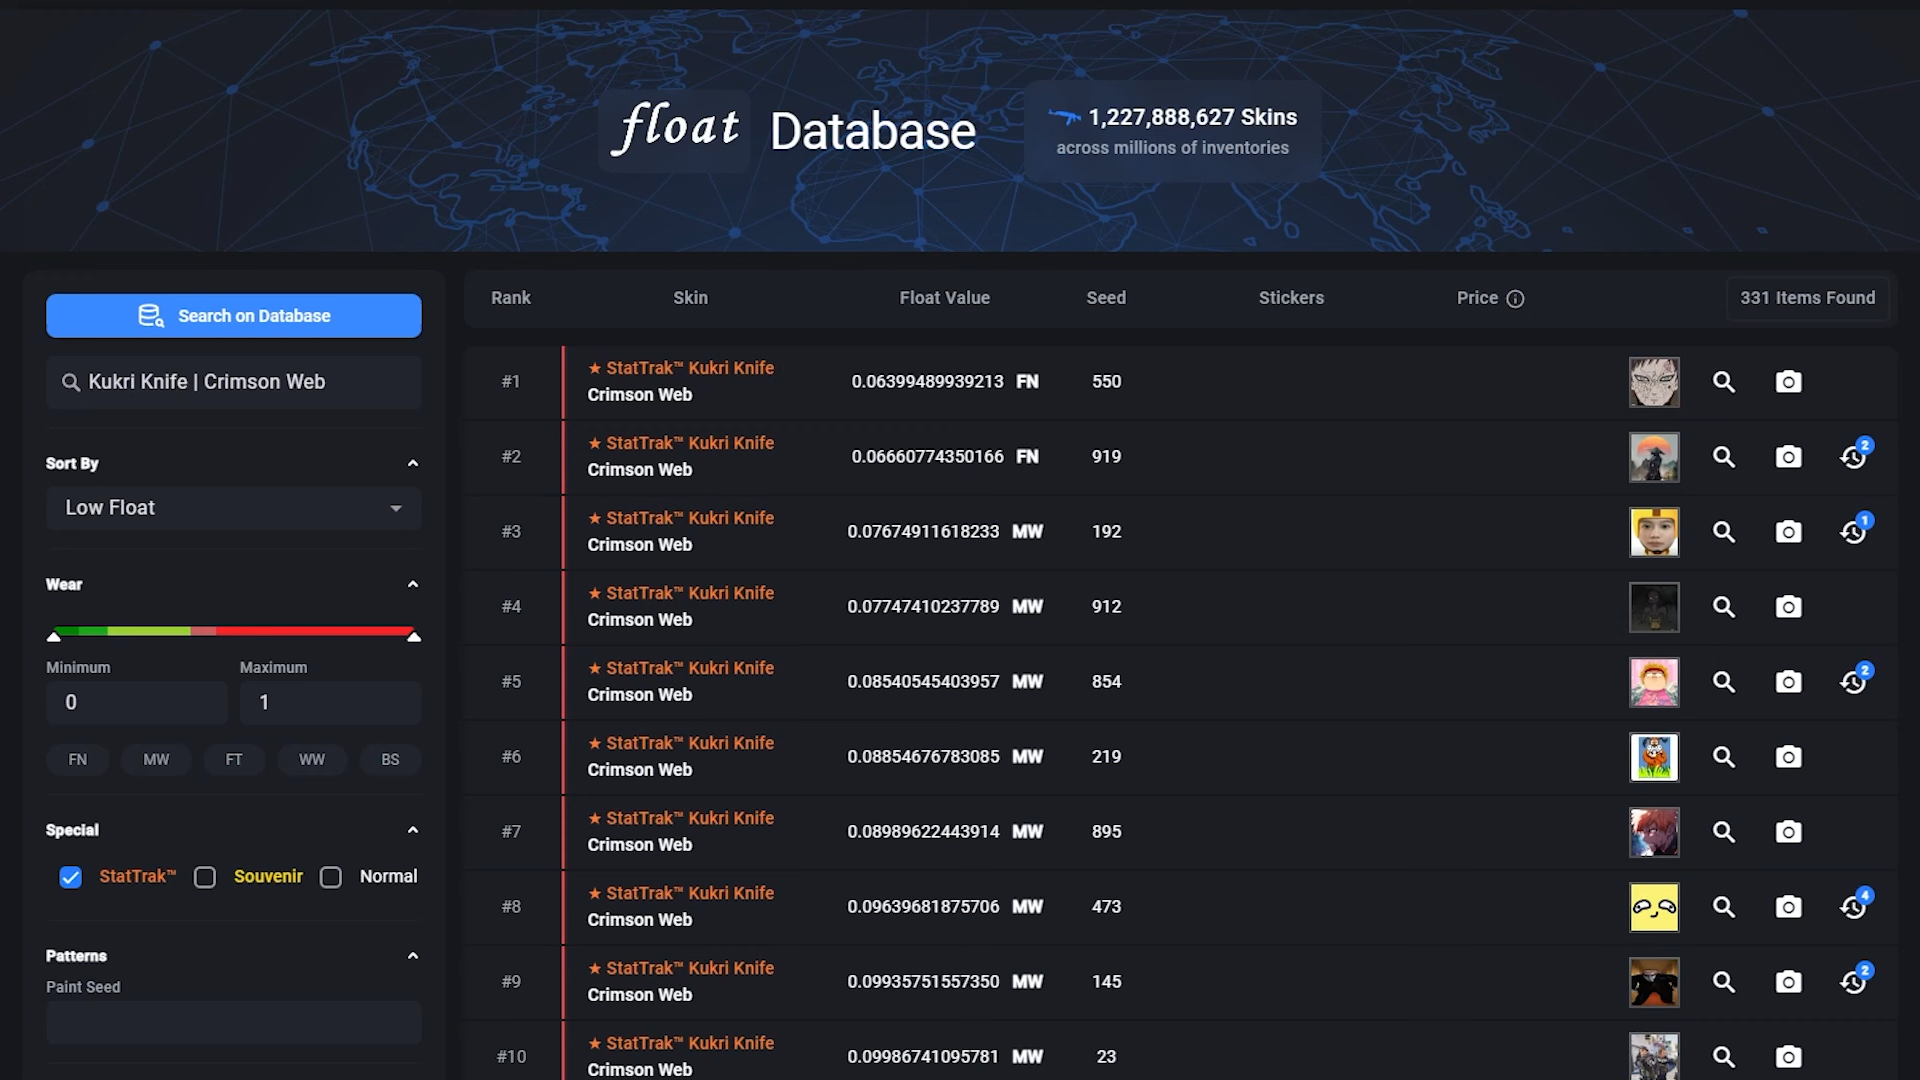 float Database
1,227,888,627 Skins
across millions of inventories
Search on Database
Kukri Knife | Crimson Web
Sort By
Low Float
Wear
Minimum Maximum
0 1
FN MW FT WW BS
Special
StatTrak™ Souvenir Normal
Patterns
Paint Seed
Rank Skin Float Value Seed Stickers Price 331 Items Found
#1 ★ StatTrak™ Kukri Knife 0.06399489939213 FN 550
Crimson Web
#2 ★ StatTrak™ Kukri Knife 0.06660774350166 FN 919 2
Crimson Web
#3 ★ StatTrak™ Kukri Knife 0.07674911618233 MW 192 1
Crimson Web
#4 ★ StatTrak™ Kukri Knife 0.07747410237789 MW 912
Crimson Web
#5 ★ StatTrak™ Kukri Knife 0.08540545403957 MW 854 2
Crimson Web
#6 ★ StatTrak™ Kukri Knife 0.08854676783085 MW 219
Crimson Web
#7 ★ StatTrak™ Kukri Knife 0.08989622443914 MW 895
Crimson Web
#8 ★ StatTrak™ Kukri Knife 0.09639681875706 MW 473 4
Crimson Web
#9 ★ StatTrak™ Kukri Knife 0.09935751557350 MW 145 2
Crimson Web
#10 ★ StatTrak™ Kukri Knife 0.09986741095781 MW 23
Crimson Web